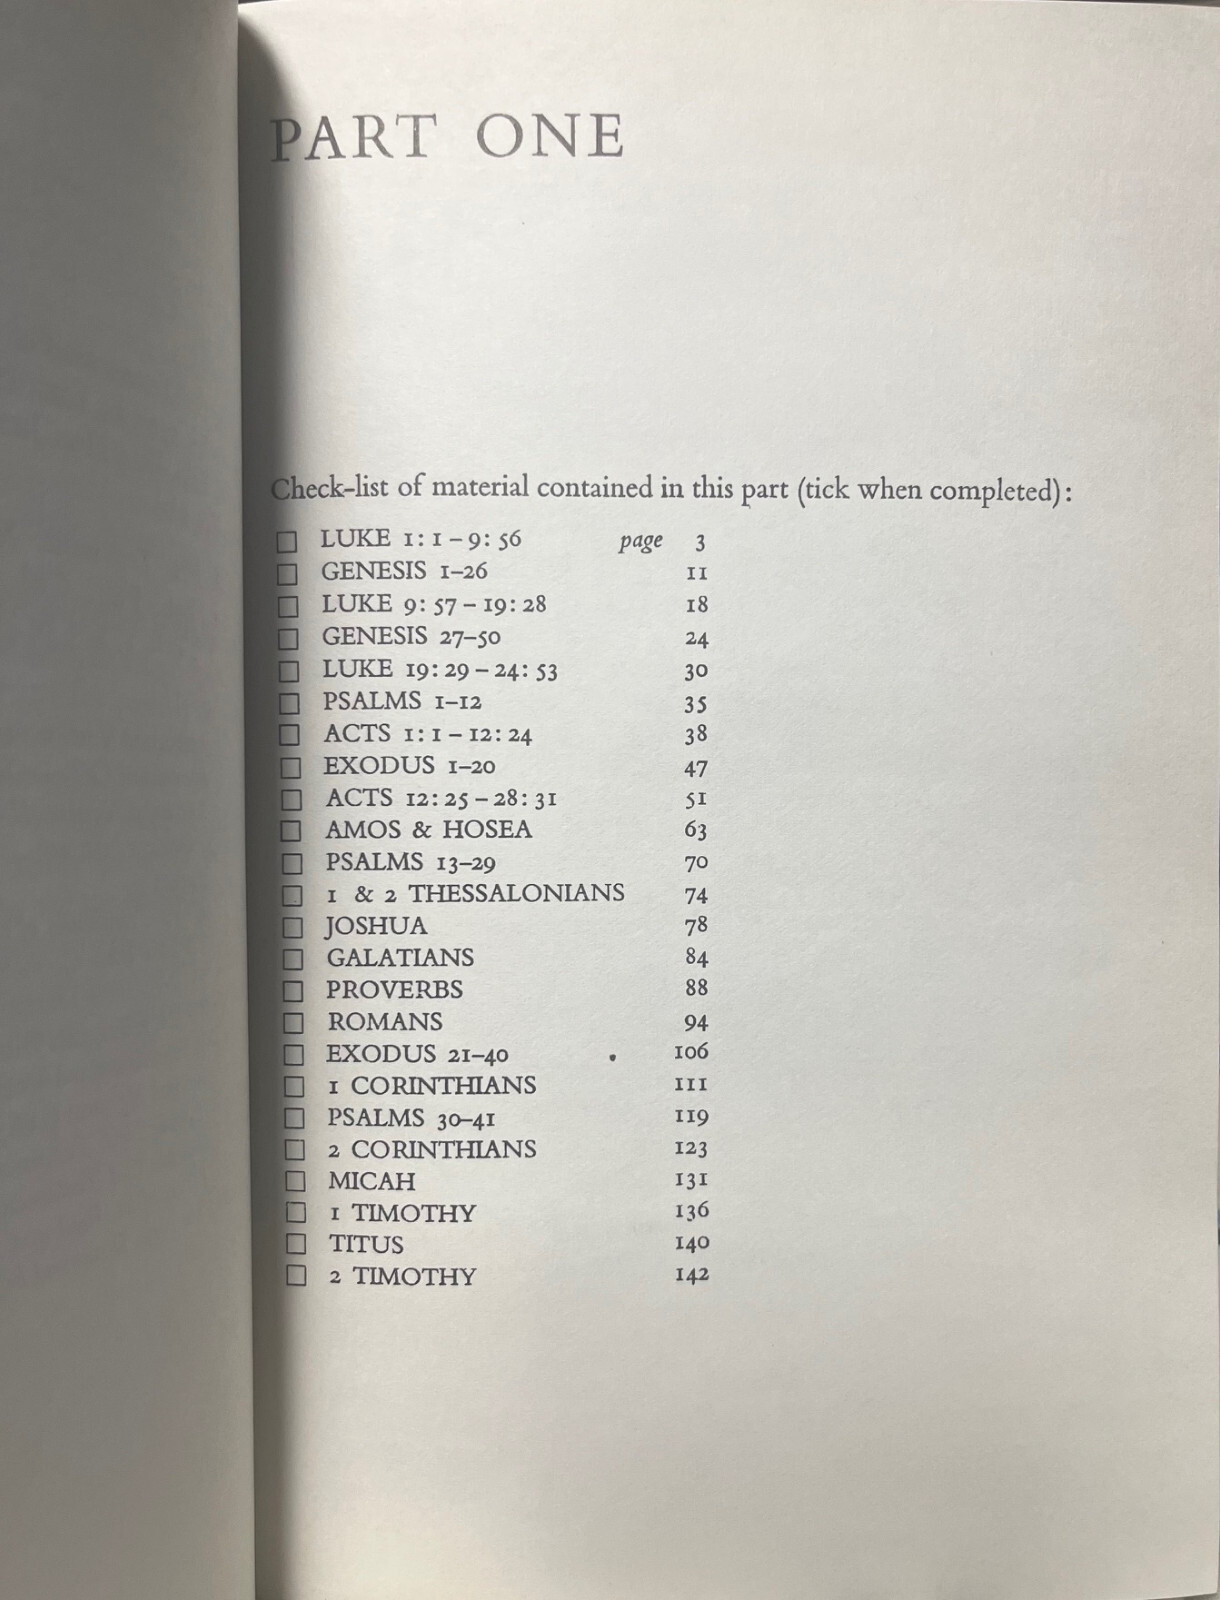 PART ONE
Check-list of material contained in this part (tick when completed):
LUKE 1: 1 – 9: 56 page 3
GENESIS 1–26 11
LUKE 9: 57 – 19: 28 18
GENESIS 27–50 24
LUKE 19: 29 – 24: 53 30
PSALMS 1–12 35
ACTS 1: 1 – 12: 24 38
EXODUS 1–20 47
ACTS 12: 25 – 28: 31 51
AMOS & HOSEA 63
PSALMS 13–29 70
1 & 2 THESSALONIANS 74
JOSHUA 78
GALATIANS 84
PROVERBS 88
ROMANS 94
EXODUS 21–40 106
1 CORINTHIANS 111
PSALMS 30–41 119
2 CORINTHIANS 123
MICAH 131
1 TIMOTHY 136
TITUS 140
2 TIMOTHY 142